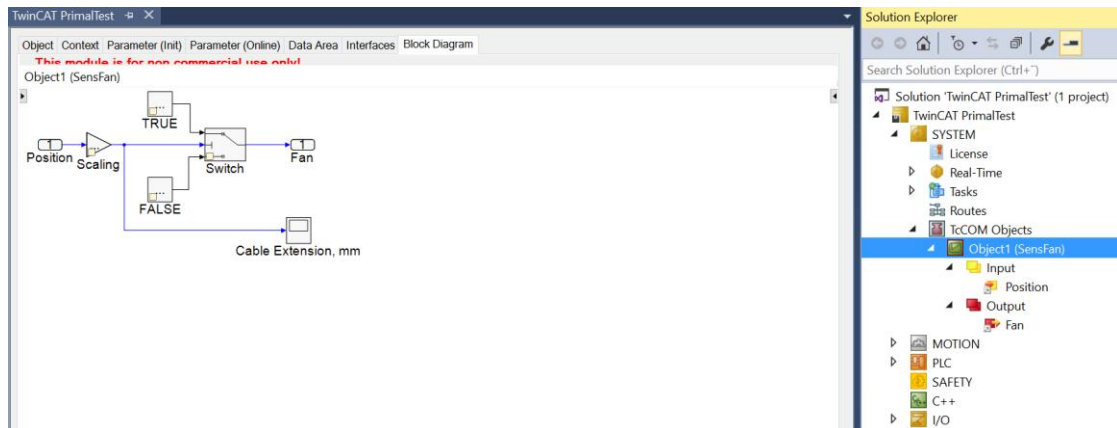 TwinCAT PrimalTest
Object Context Parameter (Init) Parameter (Online) Data Area Interfaces Block Diagram
This module is for non commercial use only!
Object1 (SensFan)
TRUE
1
Position
Scaling
Switch
1
Fan
FALSE
Cable Extension, mm
Solution Explorer
Search Solution Explorer (Ctrl+¨)
Solution 'TwinCAT PrimalTest' (1 project)
TwinCAT PrimalTest
SYSTEM
License
Real-Time
Tasks
Routes
TcCOM Objects
Object1 (SensFan)
Input
Position
Output
Fan
MOTION
PLC
SAFETY
C++
I/O